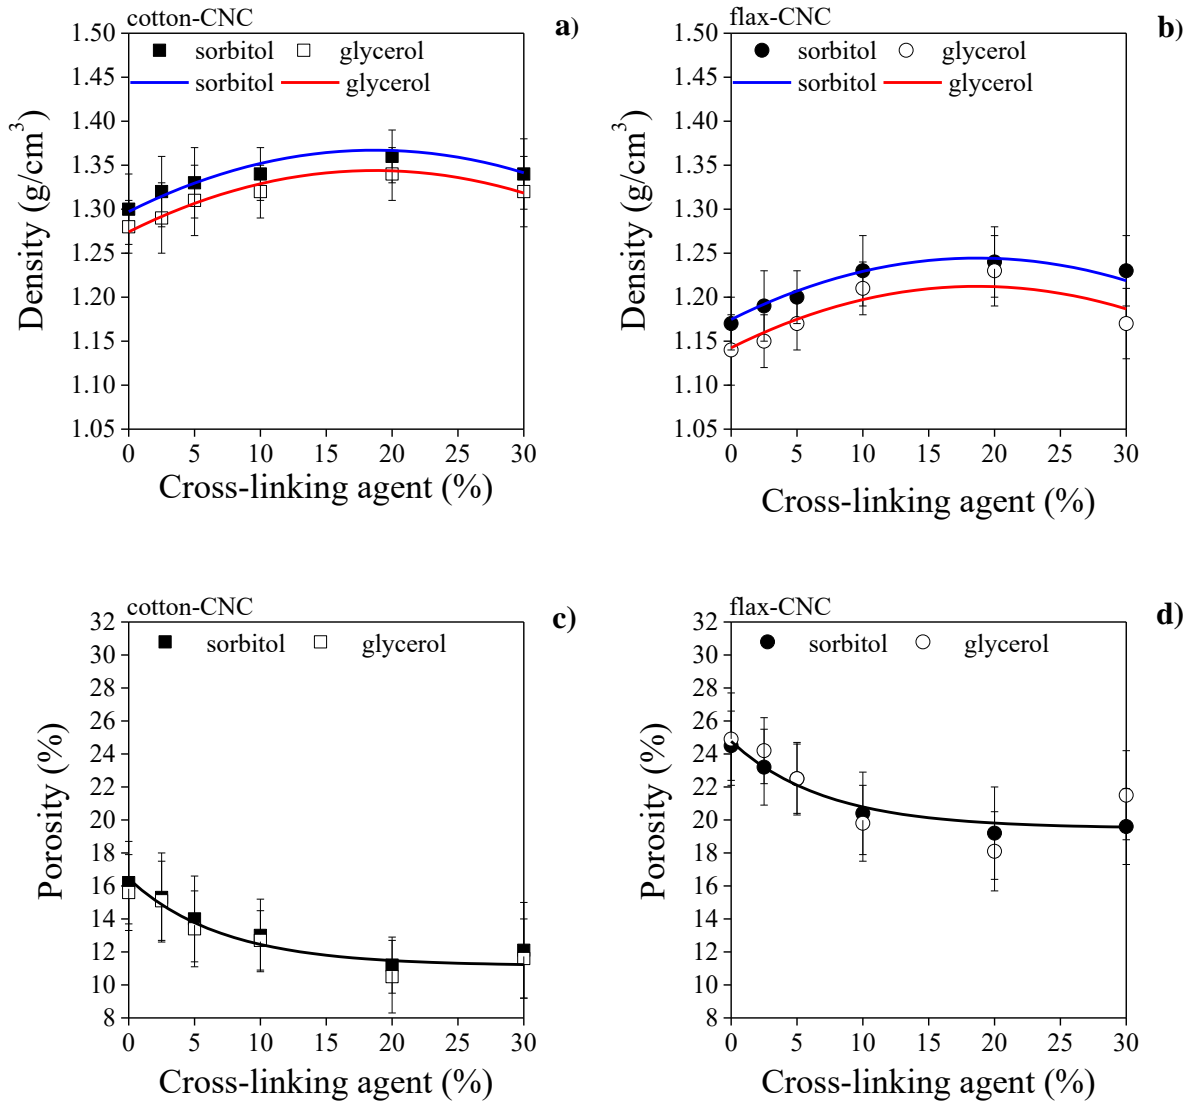 cotton-CNC
a)
sorbitol glycerol
sorbitol glycerol
1.50
1.45
1.40
1.35
1.30
1.25
1.20
1.15
1.10
1.05
Density (g/cm³)
0 5 10 15 20 25 30
Cross-linking agent (%)
flax-CNC
b)
sorbitol glycerol
sorbitol glycerol
1.50
1.45
1.40
1.35
1.30
1.25
1.20
1.15
1.10
1.05
Density (g/cm³)
0 5 10 15 20 25 30
Cross-linking agent (%)
cotton-CNC
c)
sorbitol glycerol
32
30
28
26
24
22
20
18
16
14
12
10
8
Porosity (%)
0 5 10 15 20 25 30
Cross-linking agent (%)
flax-CNC
d)
sorbitol glycerol
32
30
28
26
24
22
20
18
16
14
12
10
8
Porosity (%)
0 5 10 15 20 25 30
Cross-linking agent (%)